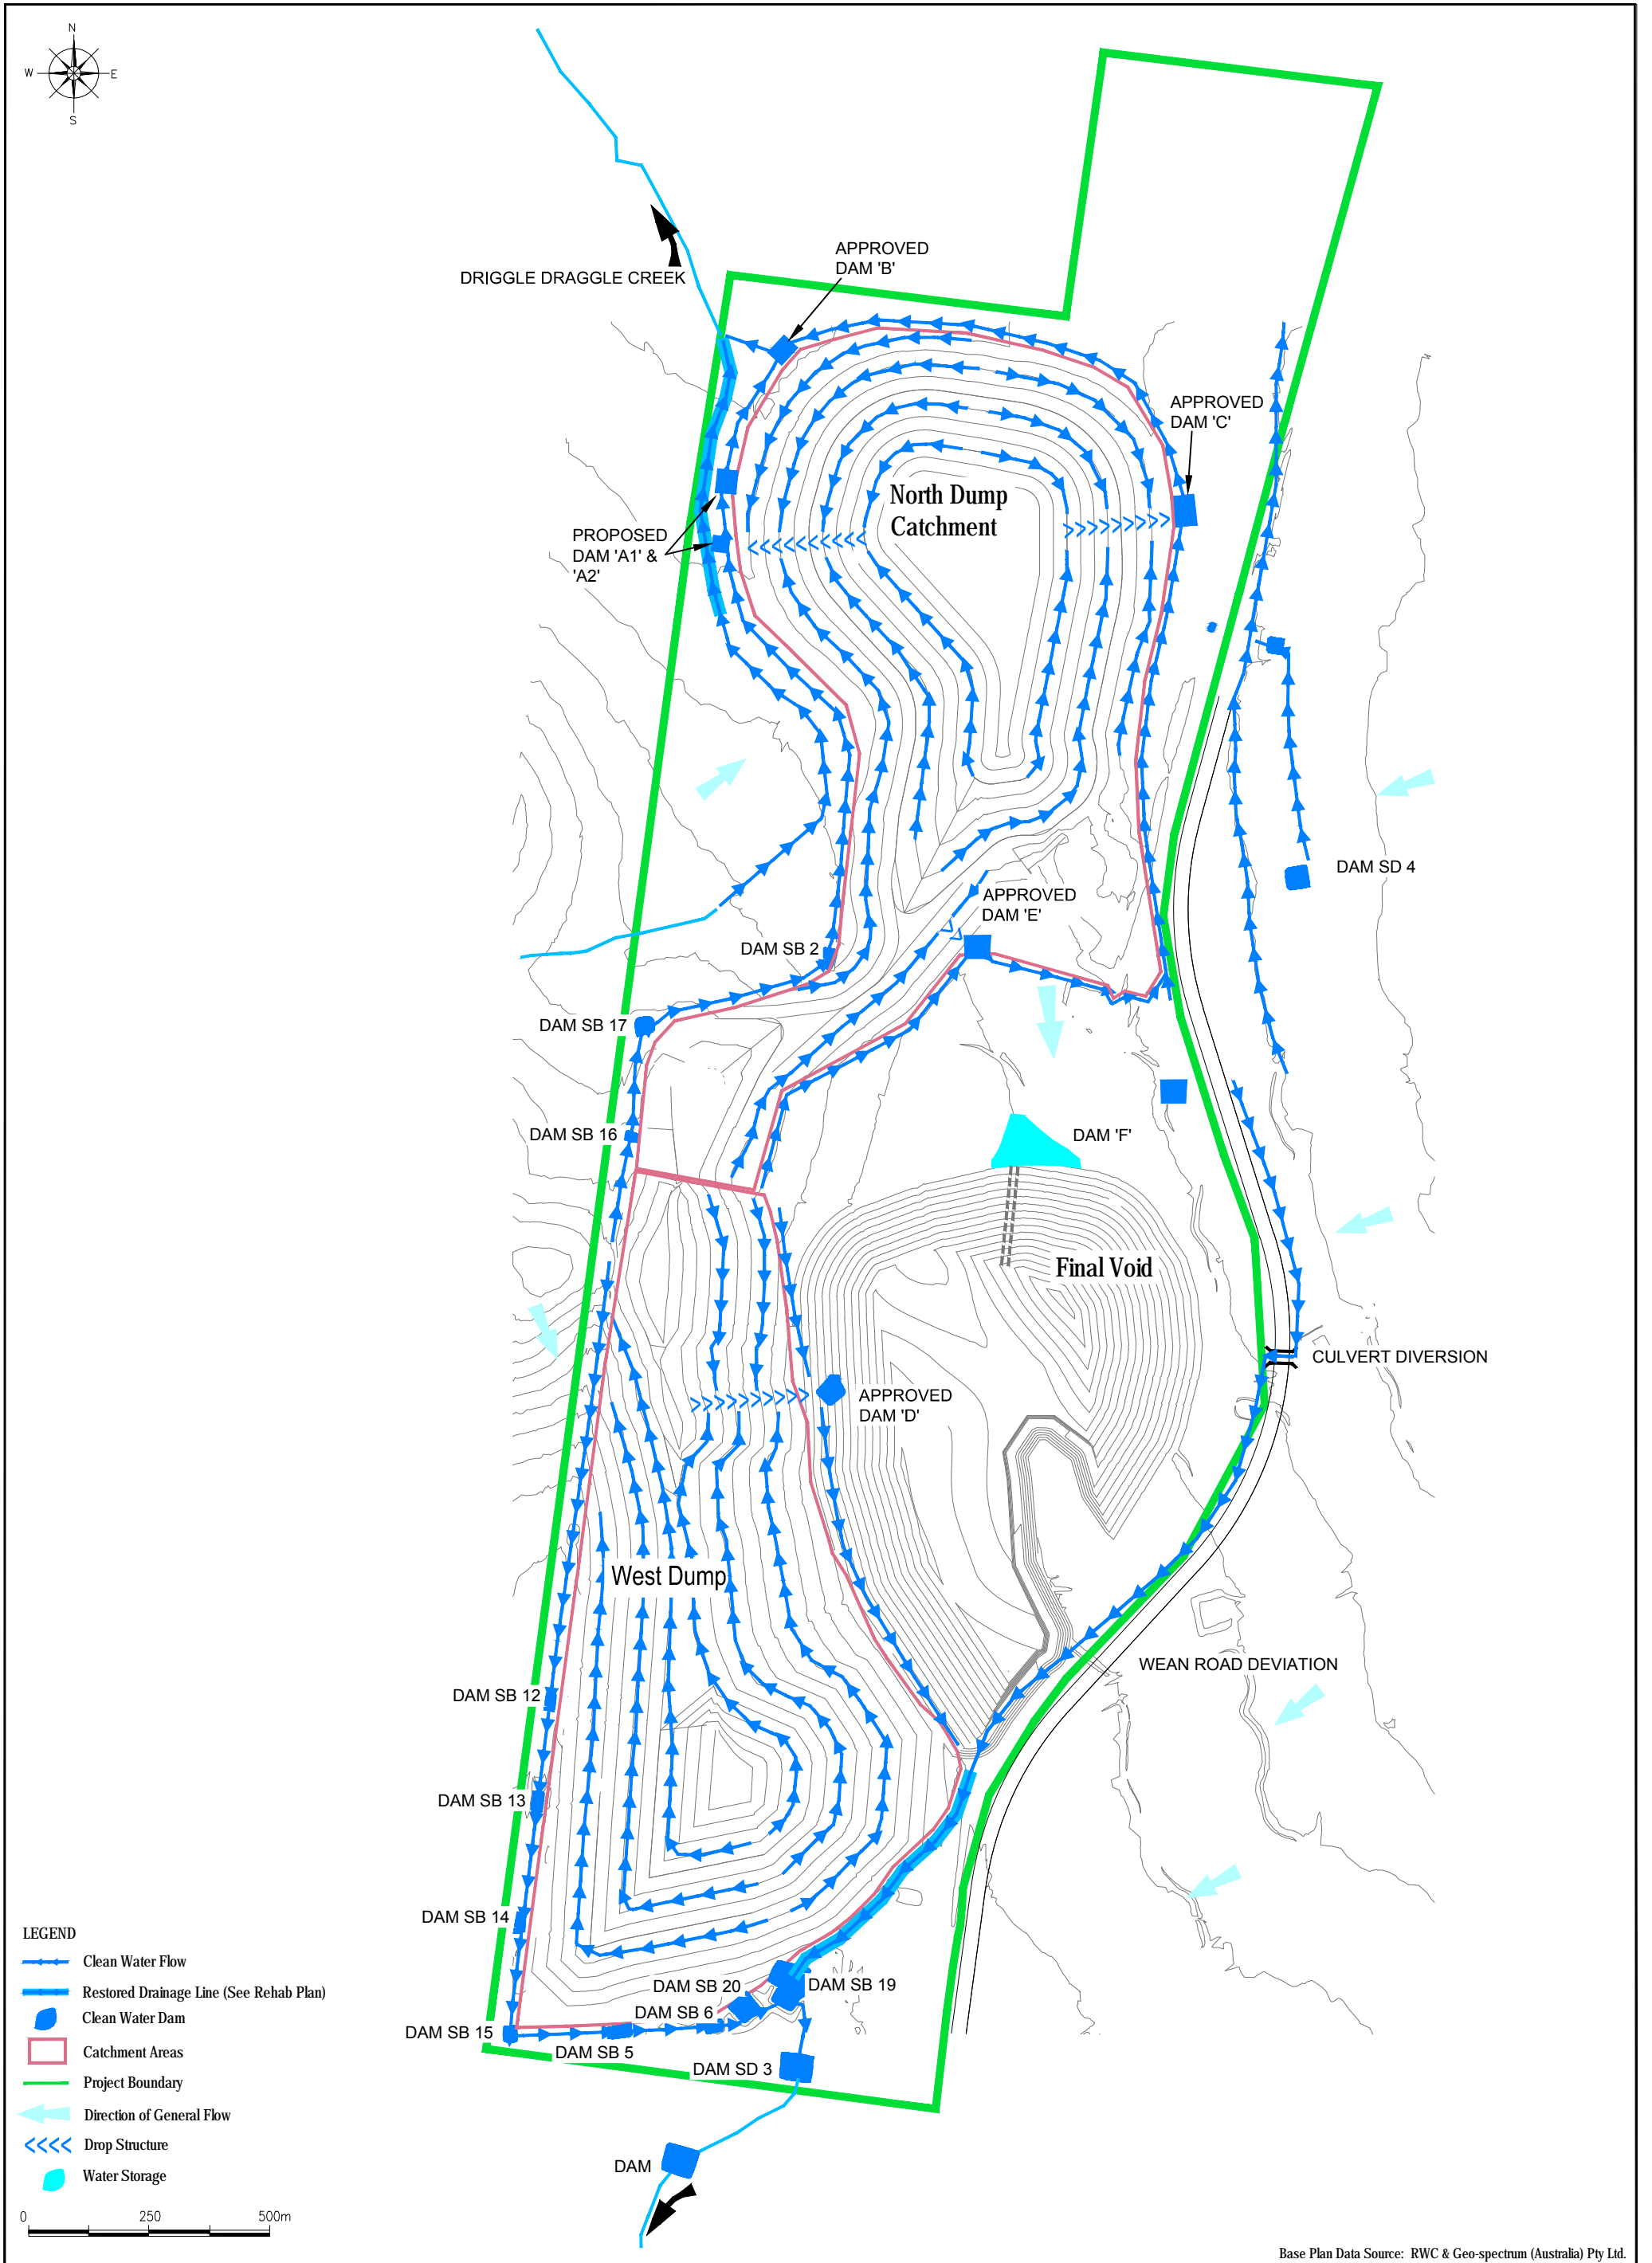 N
W
E
S
APPROVED
DAM 'B'
DRIGGLE DRAGGLE CREEK
APPROVED
DAM 'C'
North Dump
Catchment
PROPOSED
DAM 'A1' &
'A2'
DAM SD 4
APPROVED
DAM 'E'
DAM SB 2
DAM SB 17
DAM SB 16
DAM 'F'
Final Void
CULVERT DIVERSION
APPROVED
DAM 'D'
West Dump
WEAN ROAD DEVIATION
DAM SB 12
DAM SB 13
DAM SB 14
DAM SB 20
DAM SB 19
DAM SB 6
DAM SB 15
DAM SB 5
DAM SD 3
DAM
LEGEND
Clean Water Flow
Restored Drainage Line (See Rehab Plan)
Clean Water Dam
Catchment Areas
Project Boundary
Direction of General Flow
Drop Structure
Water Storage
0 250 500m
Base Plan Data Source: RWC & Geo-spectrum (Australia) Pty Ltd.